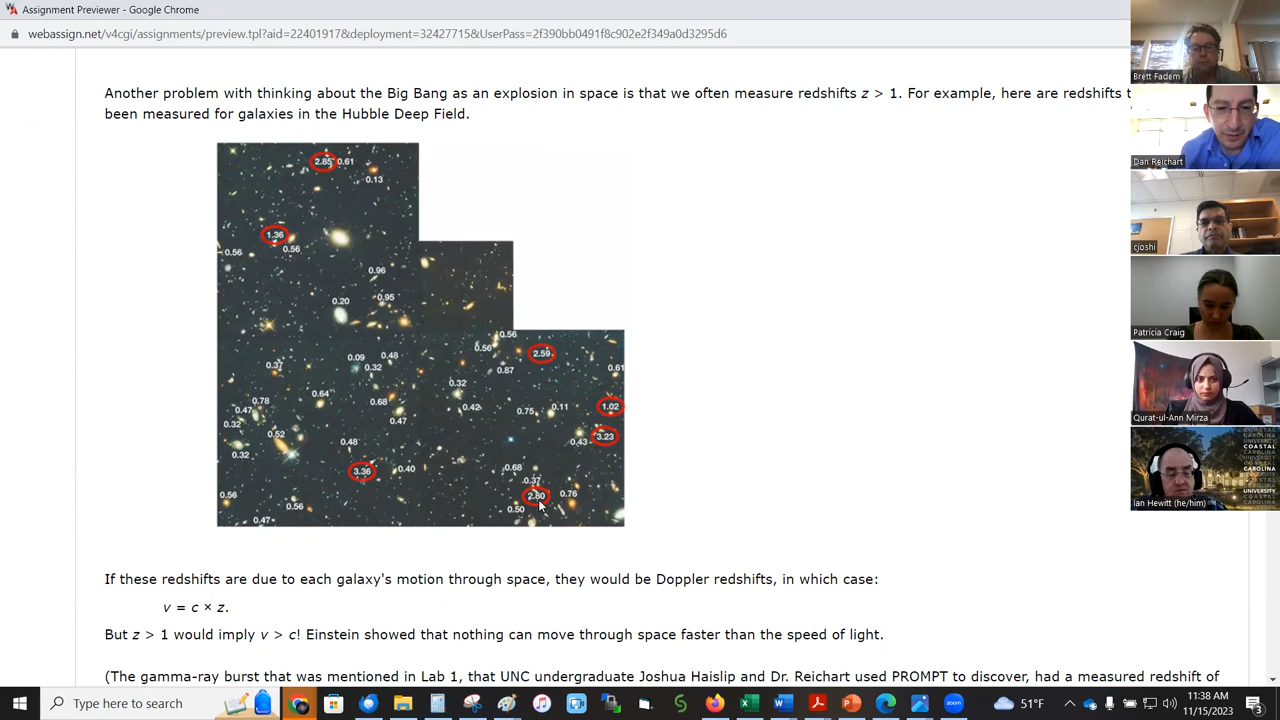 Assignment Previewer - Google Chrome
webassign.net/v4cgi/assignments/preview.tpl?aid=22401917&deployment=32427715&UserPass=2f390bb0491f8c902e2f349a0d3295d6
Another problem with thinking about the Big Bang as an explosion in space is that we often measure redshifts z > 1. For example, here are redshifts t
been measured for galaxies in the Hubble Deep Field.
2.85 0.61
0.13
1.36
0.56 0.56
0.96
0.20 0.95
0.56
0.56 2.59
0.09 0.48
0.37 0.32 0.87 0.61
0.32
0.64
0.78 0.68 0.42 0.75 0.11 1.02
0.47 0.47
0.32 0.52 0.48 0.43 3.23
0.32
3.36 0.40 0.68
0.37
0.56 2.80 0.76
0.56 0.50
0.47
If these redshifts are due to each galaxy's motion through space, they would be Doppler redshifts, in which case:
v = c × z.
But z > 1 would imply v > c! Einstein showed that nothing can move through space faster than the speed of light.
(The gamma-ray burst that was mentioned in Lab 1, that UNC undergraduate Joshua Haislip and Dr. Reichart used PROMPT to discover, had a measured redshift of
Brett Fadem
Dan Reichart
cjoshi
Patricia Craig
Qurat-ul-Ann Mirza
COASTAL
CAROLINA
UNIVERSITY
Ian Hewitt (he/him)
Type here to search
51°F
11:38 AM
11/15/2023
3